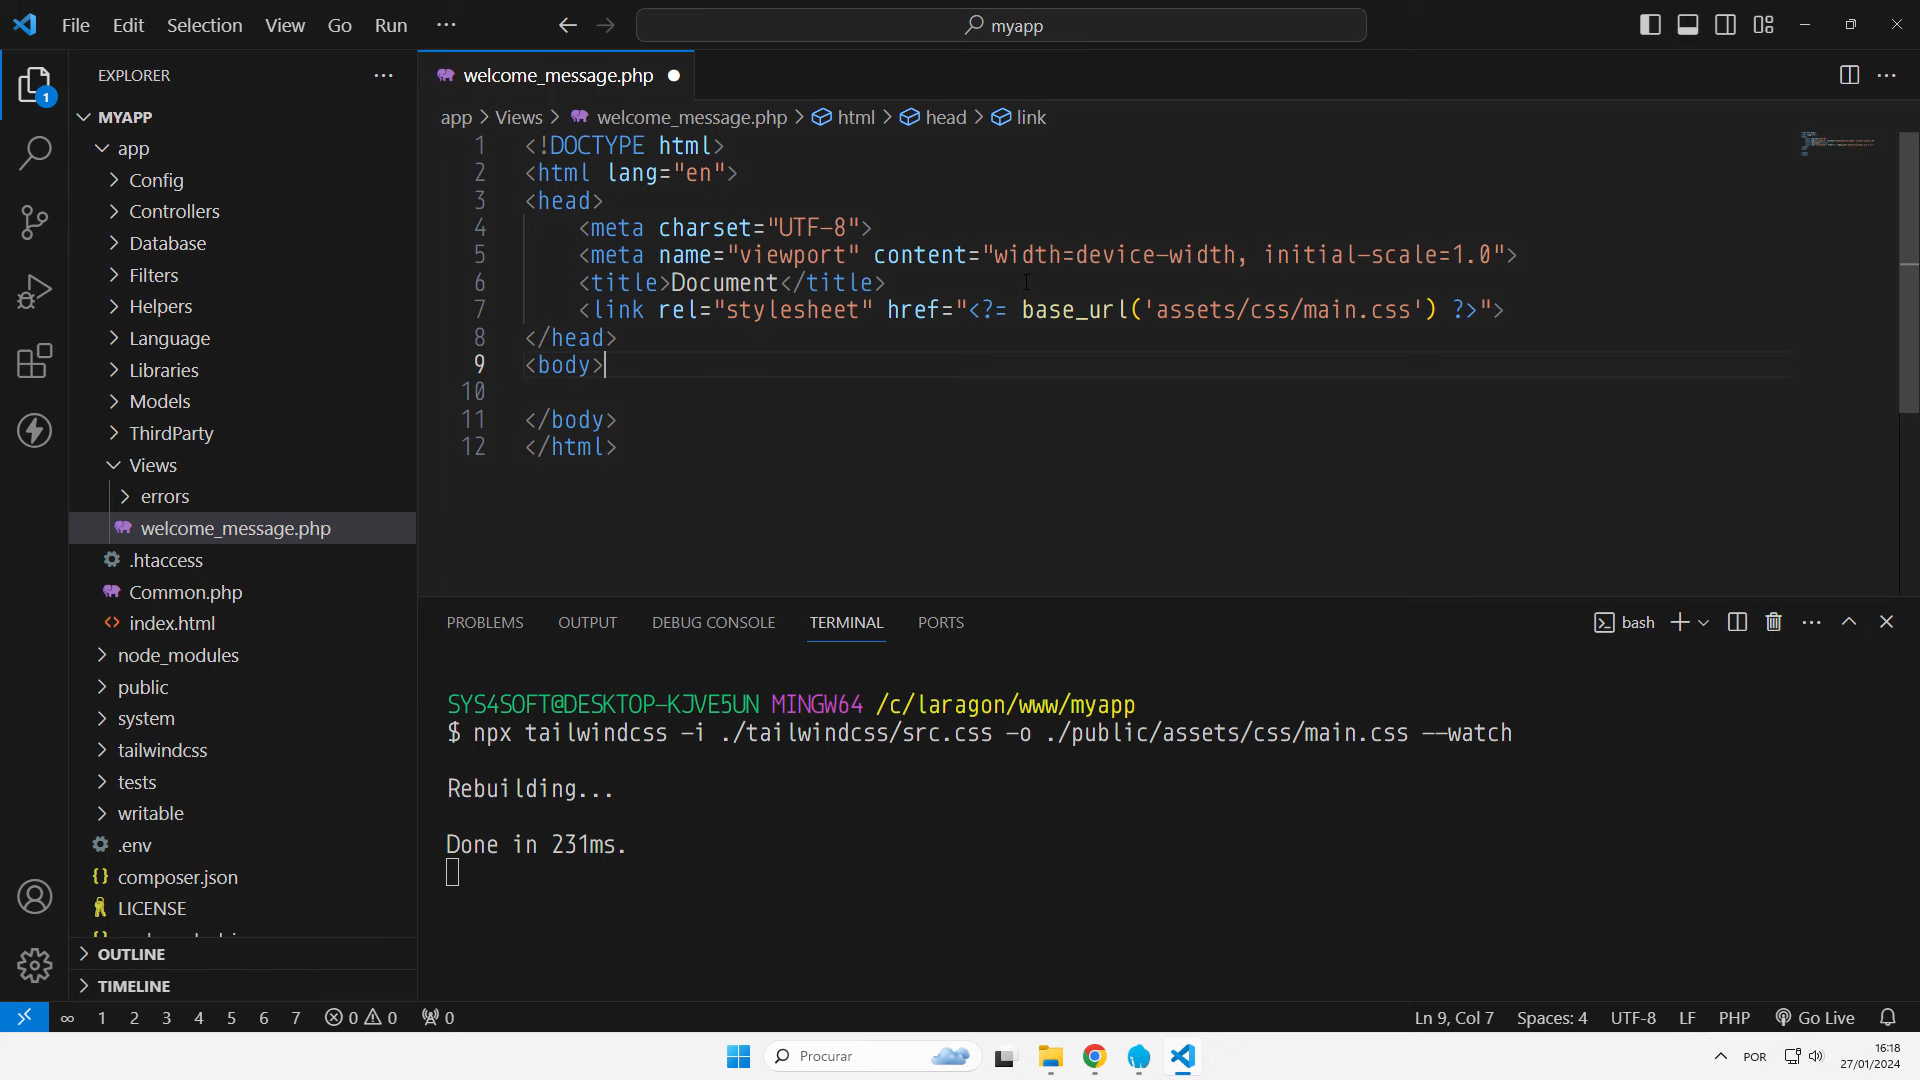 File Edit Selection View Go Run ···
myapp
EXPLORER
welcome_message.php
1
MYAPP
app > Views > welcome_message.php > html > head > link
app
Config
Controllers
Database
Filters
Helpers
Language
Libraries
Models
ThirdParty
Views
errors
welcome_message.php
.htaccess
Common.php
index.html
node_modules
public
system
tailwindcss
tests
writable
.env
composer.json
LICENSE
OUTLINE
TIMELINE
1 <!DOCTYPE html>
2 <html lang="en">
3 <head>
4 <meta charset="UTF-8">
5 <meta name="viewport" content="width=device-width, initial-scale=1.0">
6 <title>Document</title>
7 <link rel="stylesheet" href="<?= base_url('assets/css/main.css') ?>">
8 </head>
9 <body>
10
11 </body>
12 </html>
PROBLEMS OUTPUT DEBUG CONSOLE TERMINAL PORTS
bash
SYS4SOFT@DESKTOP-KJVE5UN MINGW64 /c/laragon/www/myapp
$ npx tailwindcss -i ./tailwindcss/src.css -o ./public/assets/css/main.css --watch
Rebuilding...
Done in 231ms.
1 2 3 4 5 6 7 0 0 0
Ln 9, Col 7 Spaces: 4 UTF-8 LF PHP Go Live
Procurar
POR
16:18
27/01/2024